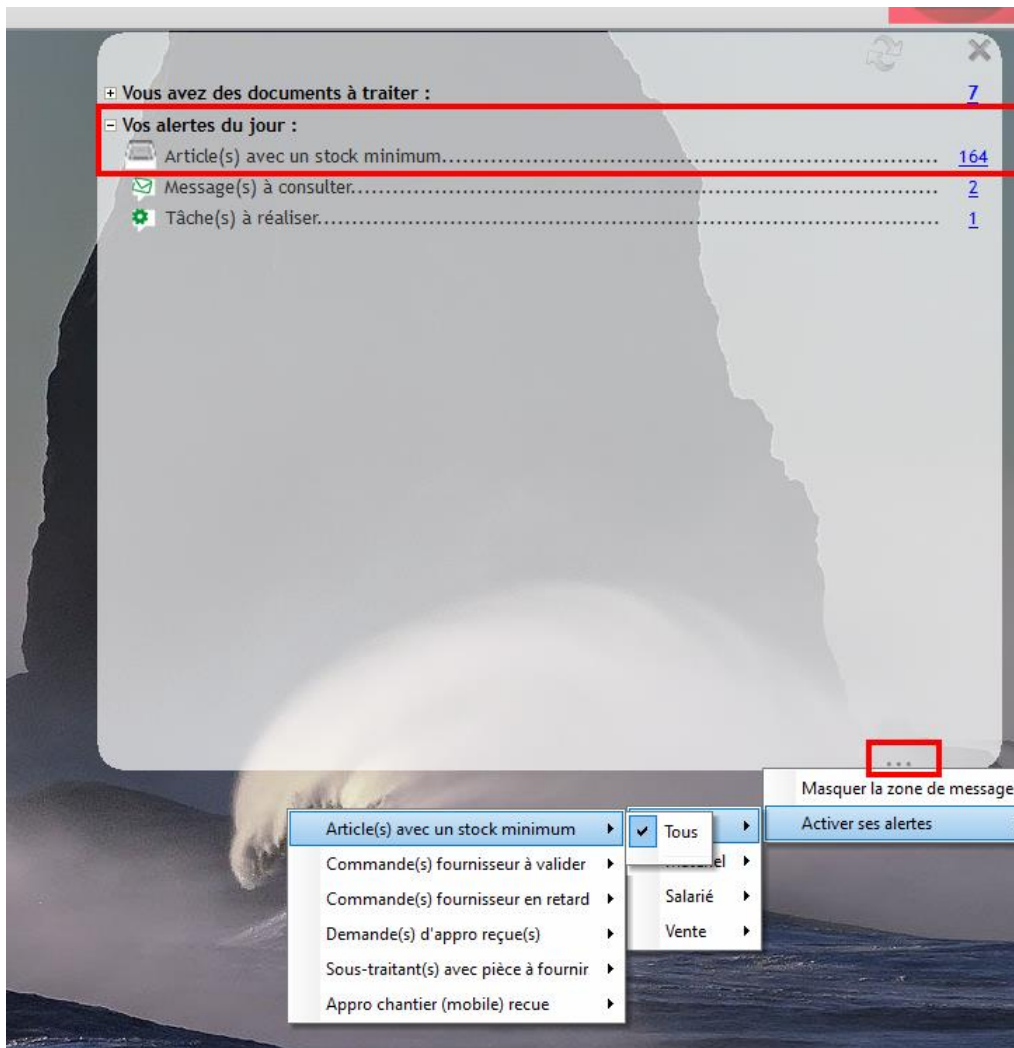 Vous avez des documents à traiter : 7
Vos alertes du jour :
Article(s) avec un stock minimum........................................................................ 164
Message(s) à consulter..................................................................................... 2
Tâche(s) à réaliser.......................................................................................... 1
...
Masquer la zone de message
Activer ses alertes
Tous
Salarié
Vente
Article(s) avec un stock minimum
Commande(s) fournisseur à valider
Commande(s) fournisseur en retard
Demande(s) d'appro reçue(s)
Sous-traitant(s) avec pièce à fournir
Appro chantier (mobile) recue